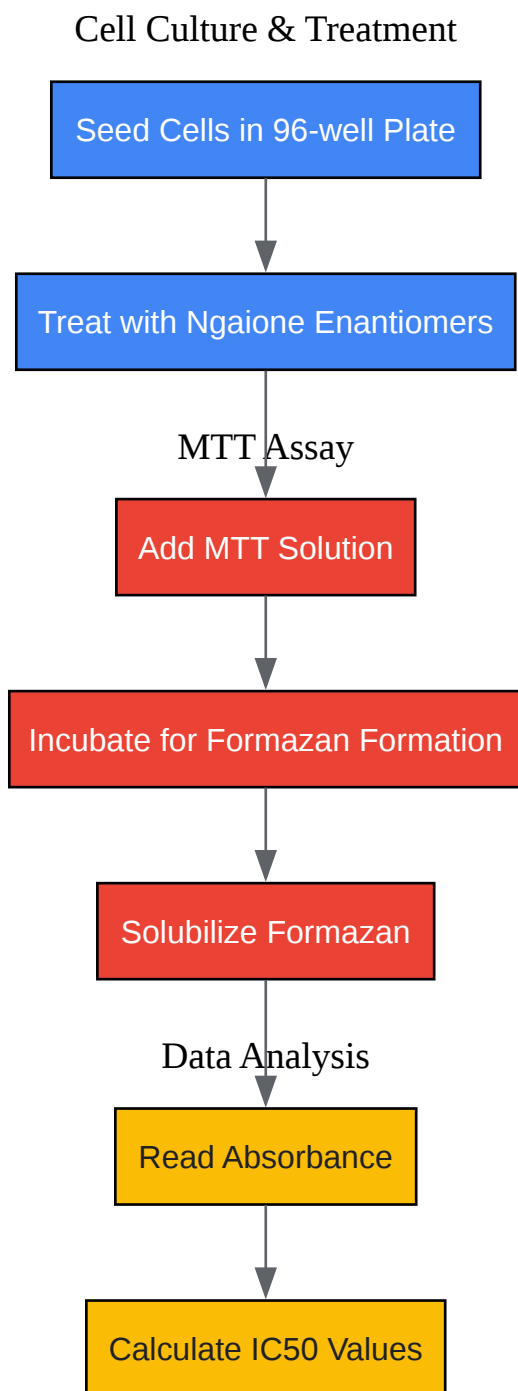 Cell Culture & Treatment
Seed Cells in 96-well Plate
Treat with Ngaione Enantiomers
MTT Assay
Add MTT Solution
Incubate for Formazan Formation
Solubilize Formazan
Data Analysis
Read Absorbance
Calculate IC50 Values